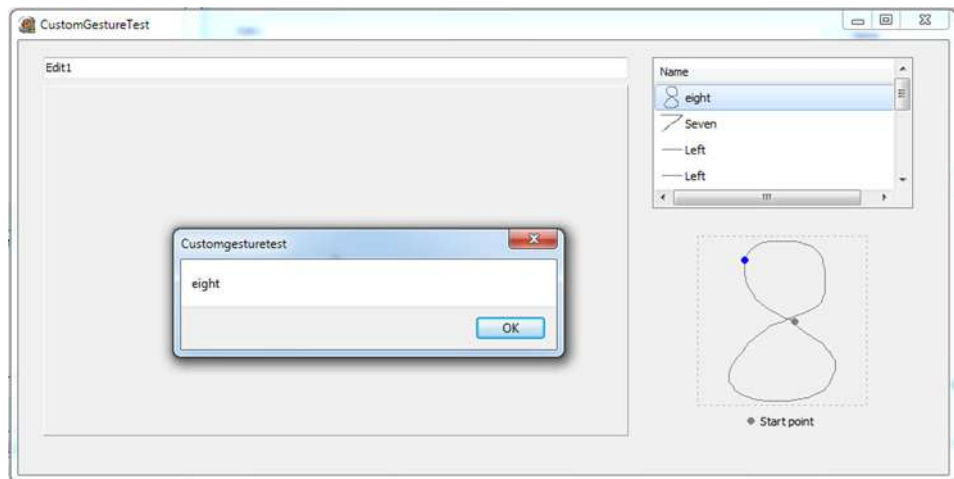 CustomGestureTest
Edit1
Name
eight
Seven
Left
Left
Customgesturetest
eight
OK
Start point